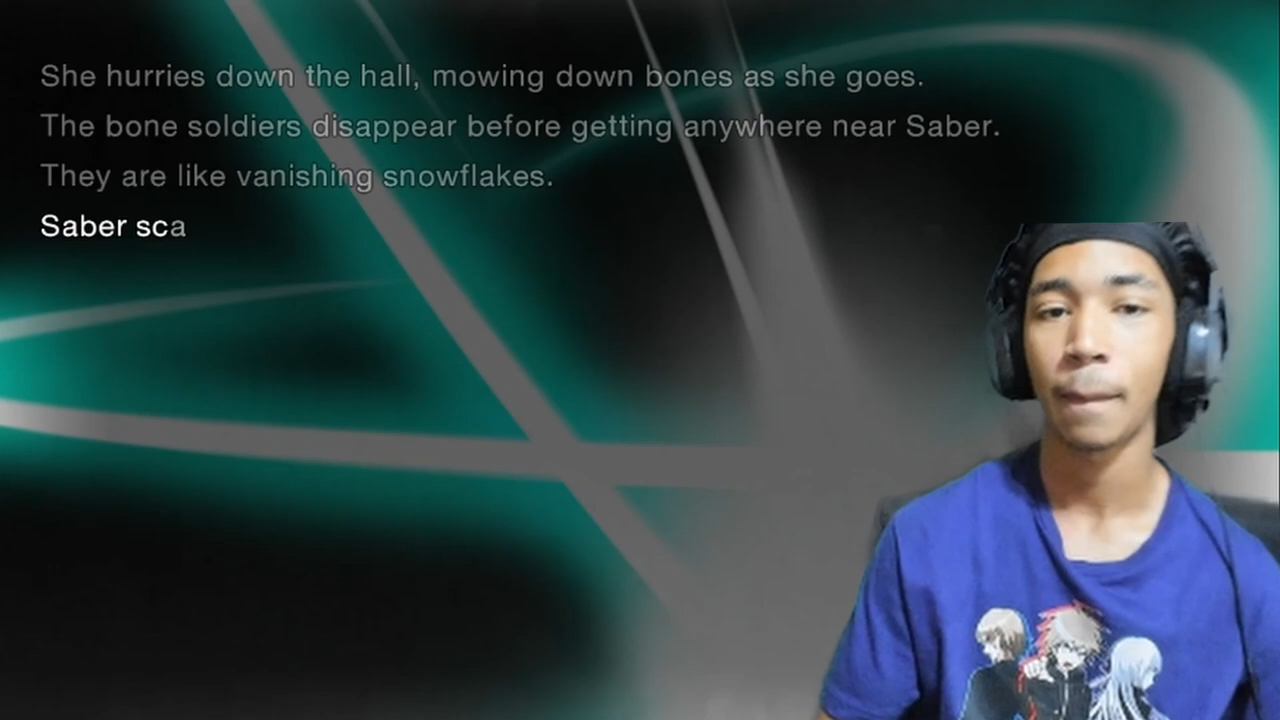 She hurries down the hall, mowing down bones as she goes.
The bone soldiers disappear before getting anywhere near Saber.
They are like vanishing snowflakes.
Saber sca